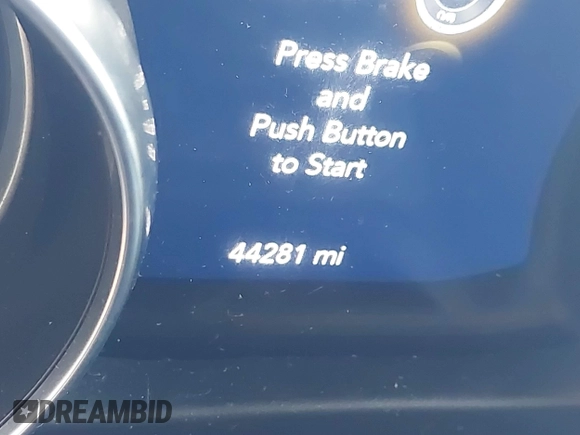 Press Brake
and
Push Button
to Start
44281 mi
DREAMBID